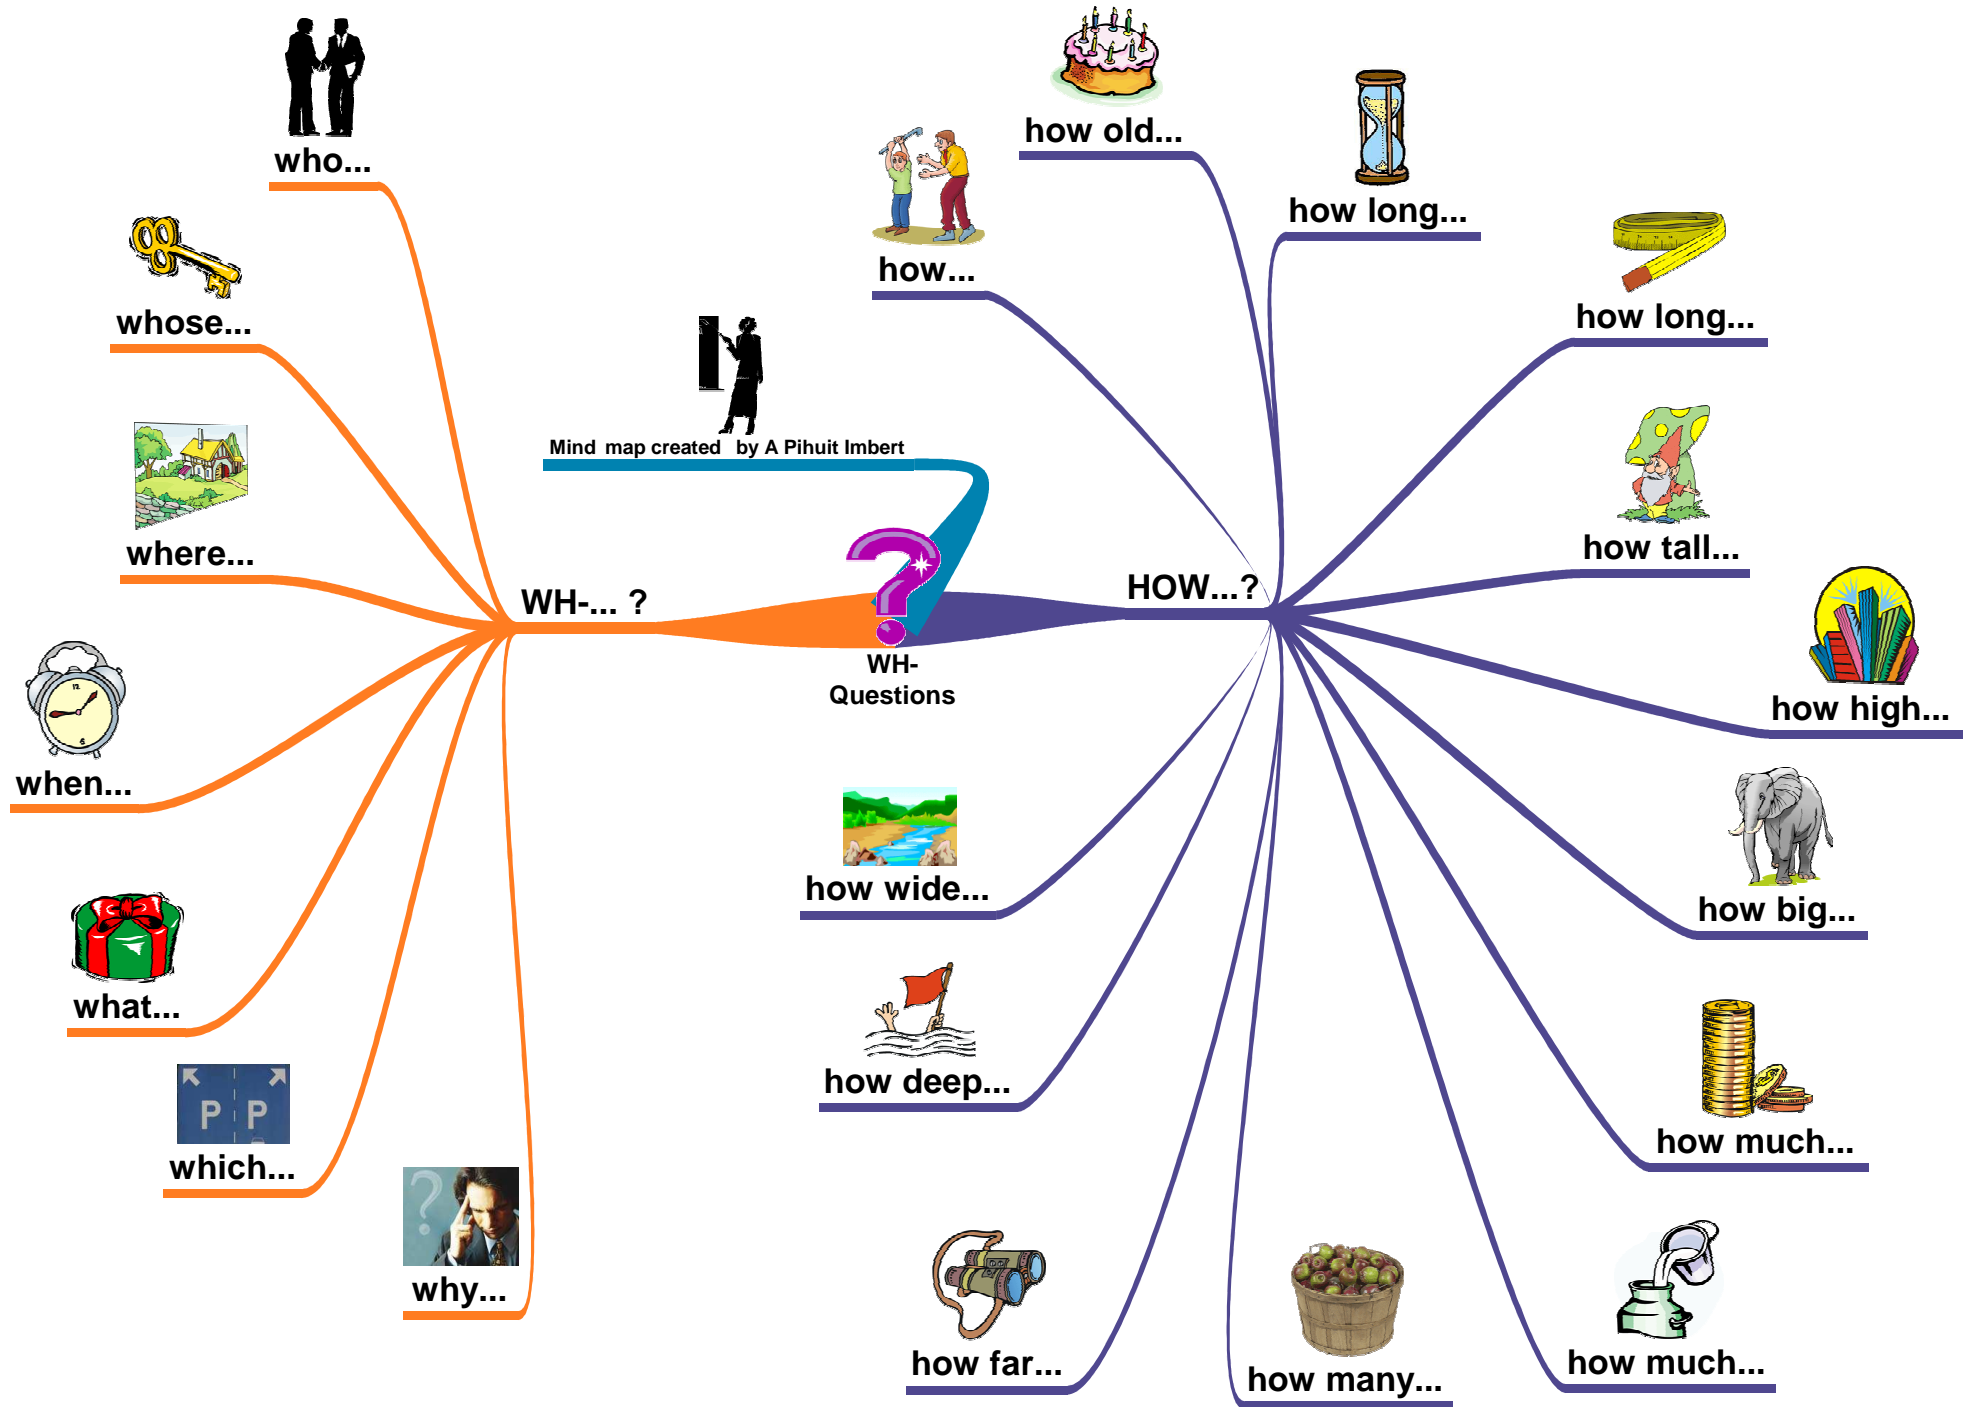 who...
whose...
where...
when...
12
6
what...
P P
which...
why...
WH-... ?
Mind map created by A Pihuit Imbert
?
WH-
Questions
HOW...?
how...
how old...
how long...
how long...
how tall...
how high...
how big...
how much...
how much...
how many...
how far...
how deep...
how wide...